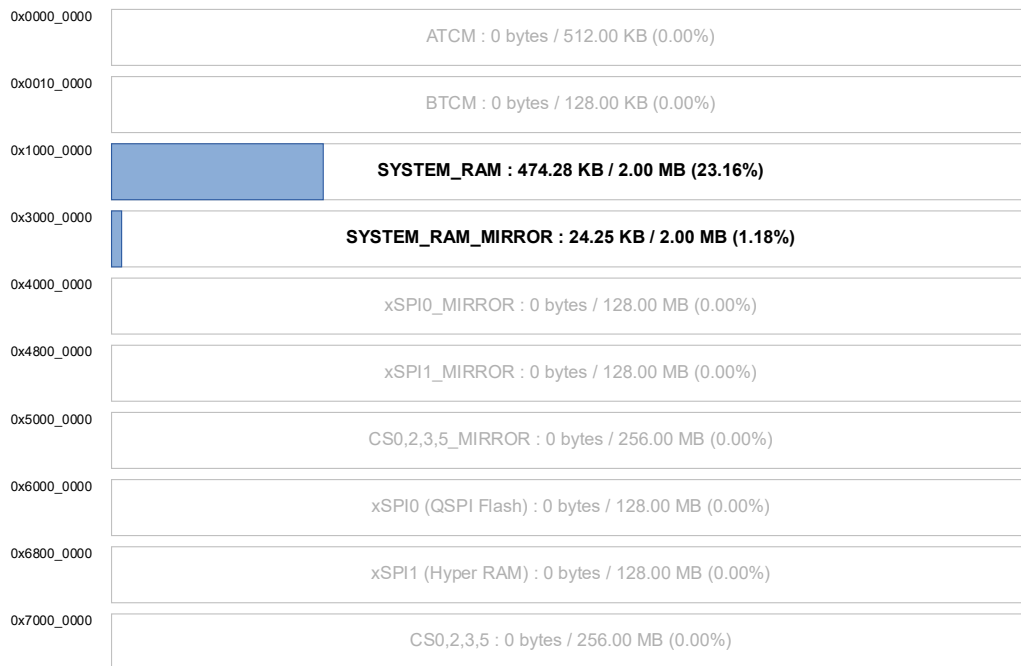 0x0000_0000
ATCM : 0 bytes / 512.00 KB (0.00%)
0x0010_0000
BTCM : 0 bytes / 128.00 KB (0.00%)
0x1000_0000
SYSTEM_RAM : 474.28 KB / 2.00 MB (23.16%)
0x3000_0000
SYSTEM_RAM_MIRROR : 24.25 KB / 2.00 MB (1.18%)
0x4000_0000
xSPI0_MIRROR : 0 bytes / 128.00 MB (0.00%)
0x4800_0000
xSPI1_MIRROR : 0 bytes / 128.00 MB (0.00%)
0x5000_0000
CS0,2,3,5_MIRROR : 0 bytes / 256.00 MB (0.00%)
0x6000_0000
xSPI0 (QSPI Flash) : 0 bytes / 128.00 MB (0.00%)
0x6800_0000
xSPI1 (Hyper RAM) : 0 bytes / 128.00 MB (0.00%)
0x7000_0000
CS0,2,3,5 : 0 bytes / 256.00 MB (0.00%)